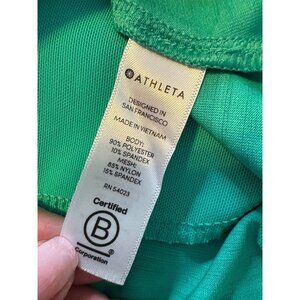 ATHLETA
DESIGNED IN
SAN FRANCISCO
MADE IN VIETNAM
BODY:
90% POLYESTER
10% SPANDEX
MESH:
85% NYLON
15% SPANDEX
RN 54023
Certified
B
Corporation